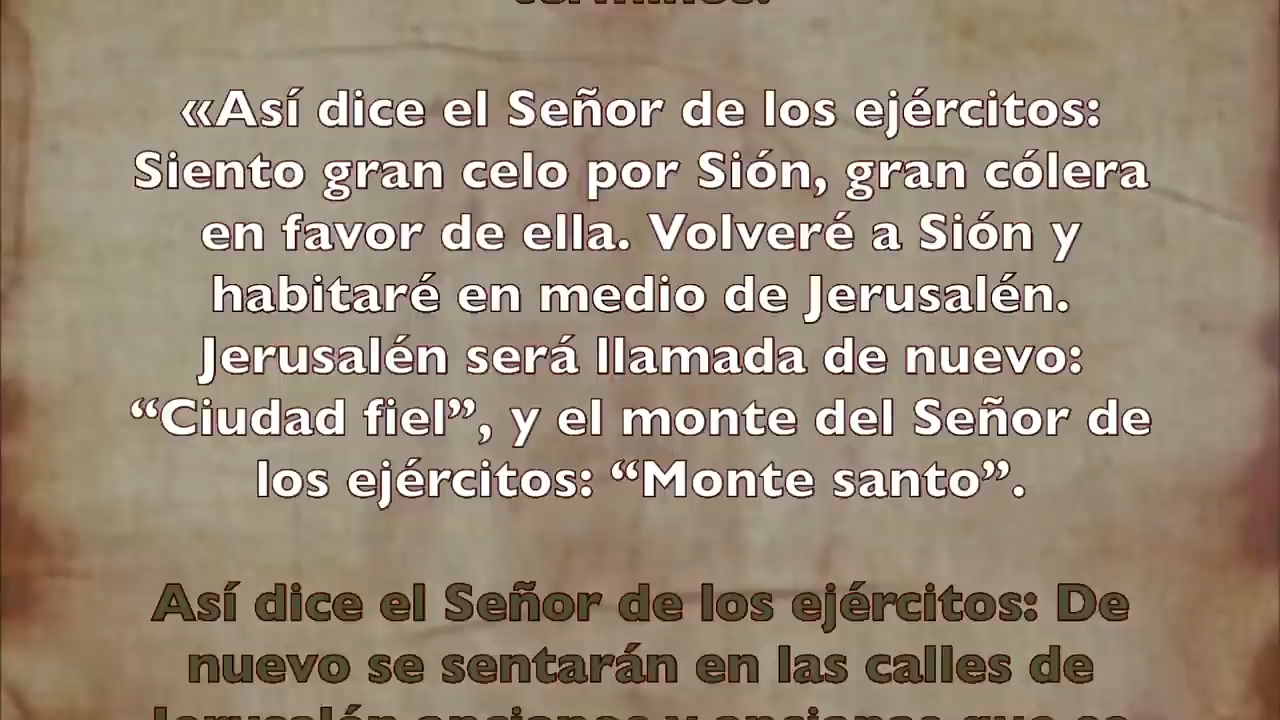 «Así dice el Señor de los ejércitos:
Siento gran celo por Sión, gran cólera
en favor de ella. Volveré a Sión y
habitaré en medio de Jerusalén.
Jerusalén será llamada de nuevo:
“Ciudad fiel”, y el monte del Señor de
los ejércitos: “Monte santo”.
Así dice el Señor de los ejércitos: De
nuevo se sentarán en las calles de